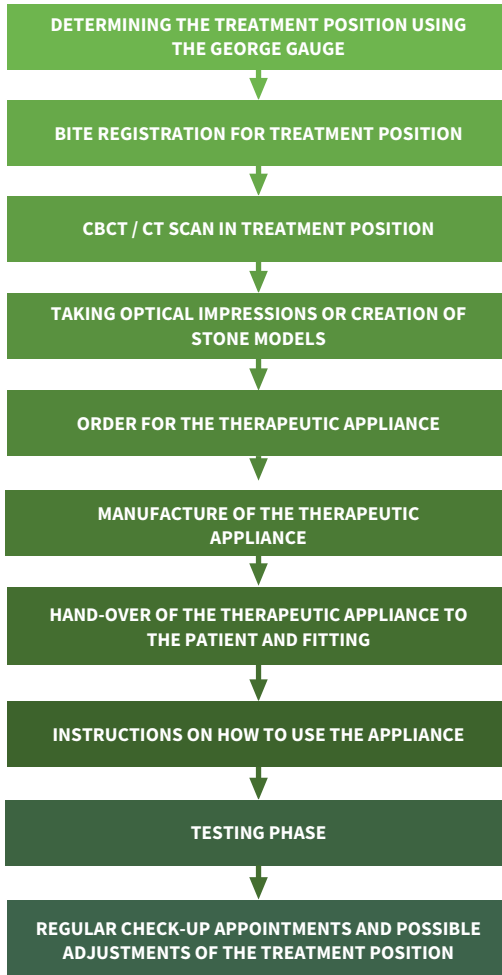 DETERMINING THE TREATMENT POSITION USING
THE GEORGE GAUGE
BITE REGISTRATION FOR TREATMENT POSITION
CBCT / CT SCAN IN TREATMENT POSITION
TAKING OPTICAL IMPRESSIONS OR CREATION OF
STONE MODELS
ORDER FOR THE THERAPEUTIC APPLIANCE
MANUFACTURE OF THE THERAPEUTIC
APPLIANCE
HAND-OVER OF THE THERAPEUTIC APPLIANCE TO
THE PATIENT AND FITTING
INSTRUCTIONS ON HOW TO USE THE APPLIANCE
TESTING PHASE
REGULAR CHECK-UP APPOINTMENTS AND POSSIBLE
ADJUSTMENTS OF THE TREATMENT POSITION